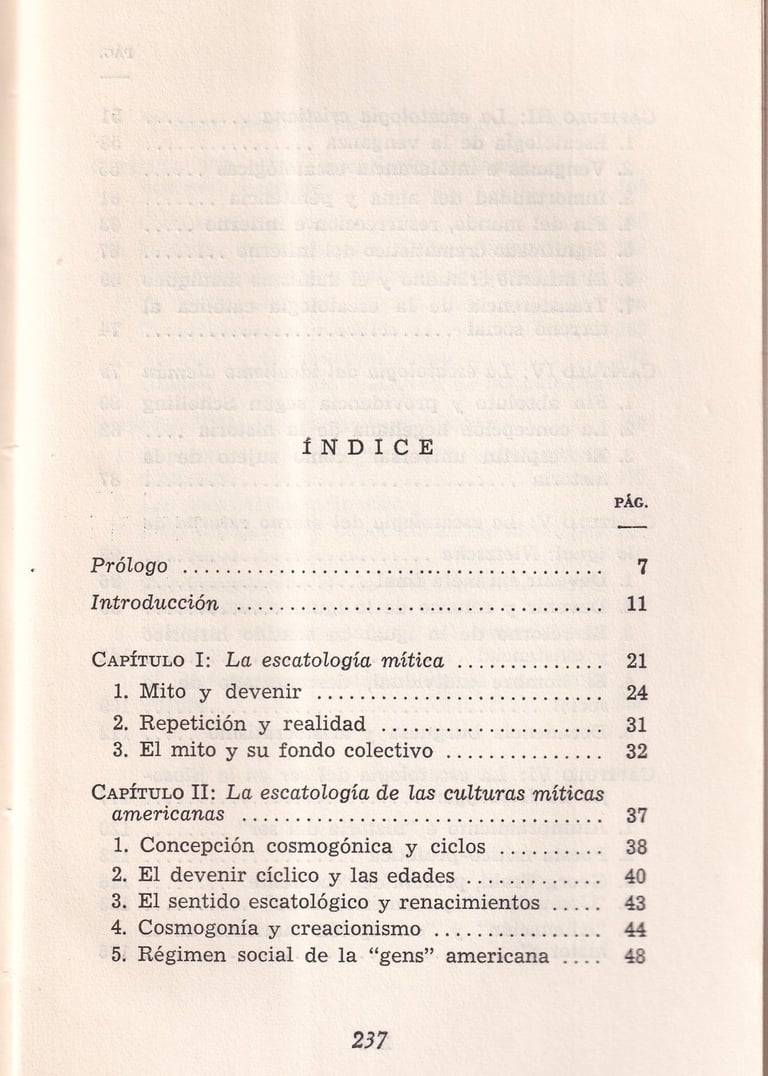 ÍNDICE
PÁG.
Prólogo ........................................ 7
Introducción .................................. 11
CAPÍTULO I: La escatología mítica .............. 21
1. Mito y devenir ........................... 24
2. Repetición y realidad ..................... 31
3. El mito y su fondo colectivo ............... 32
CAPÍTULO II: La escatología de las culturas míticas
americanas .................................. 37
1. Concepción cosmogónica y ciclos .......... 38
2. El devenir cíclico y las edades ............. 40
3. El sentido escatológico y renacimientos ..... 43
4. Cosmogonía y creacionismo ............... 44
5. Régimen social de la “gens” americana .... 48
237